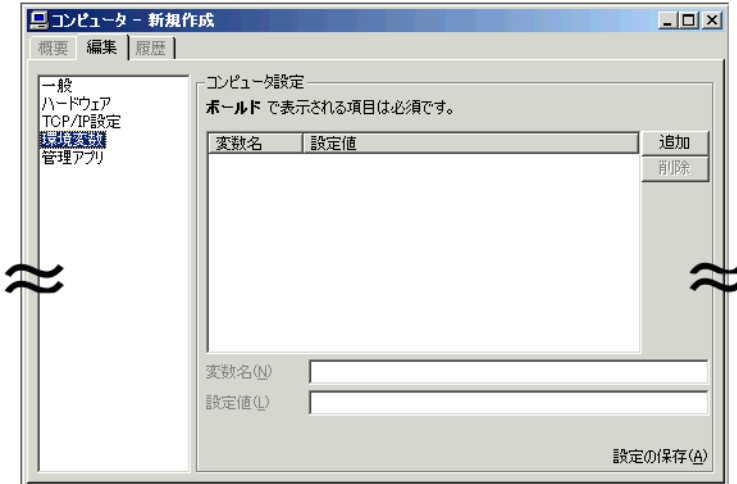 コンピュータ - 新規作成
概要 編集 履歴
一般
ハードウェア
TCP/IP設定
環境変数
管理アプリ
コンピュータ設定
ボールド で表示される項目は必須です。
変数名 設定値
追加
削除
変数名(N)
設定値(L)
設定の保存(A)